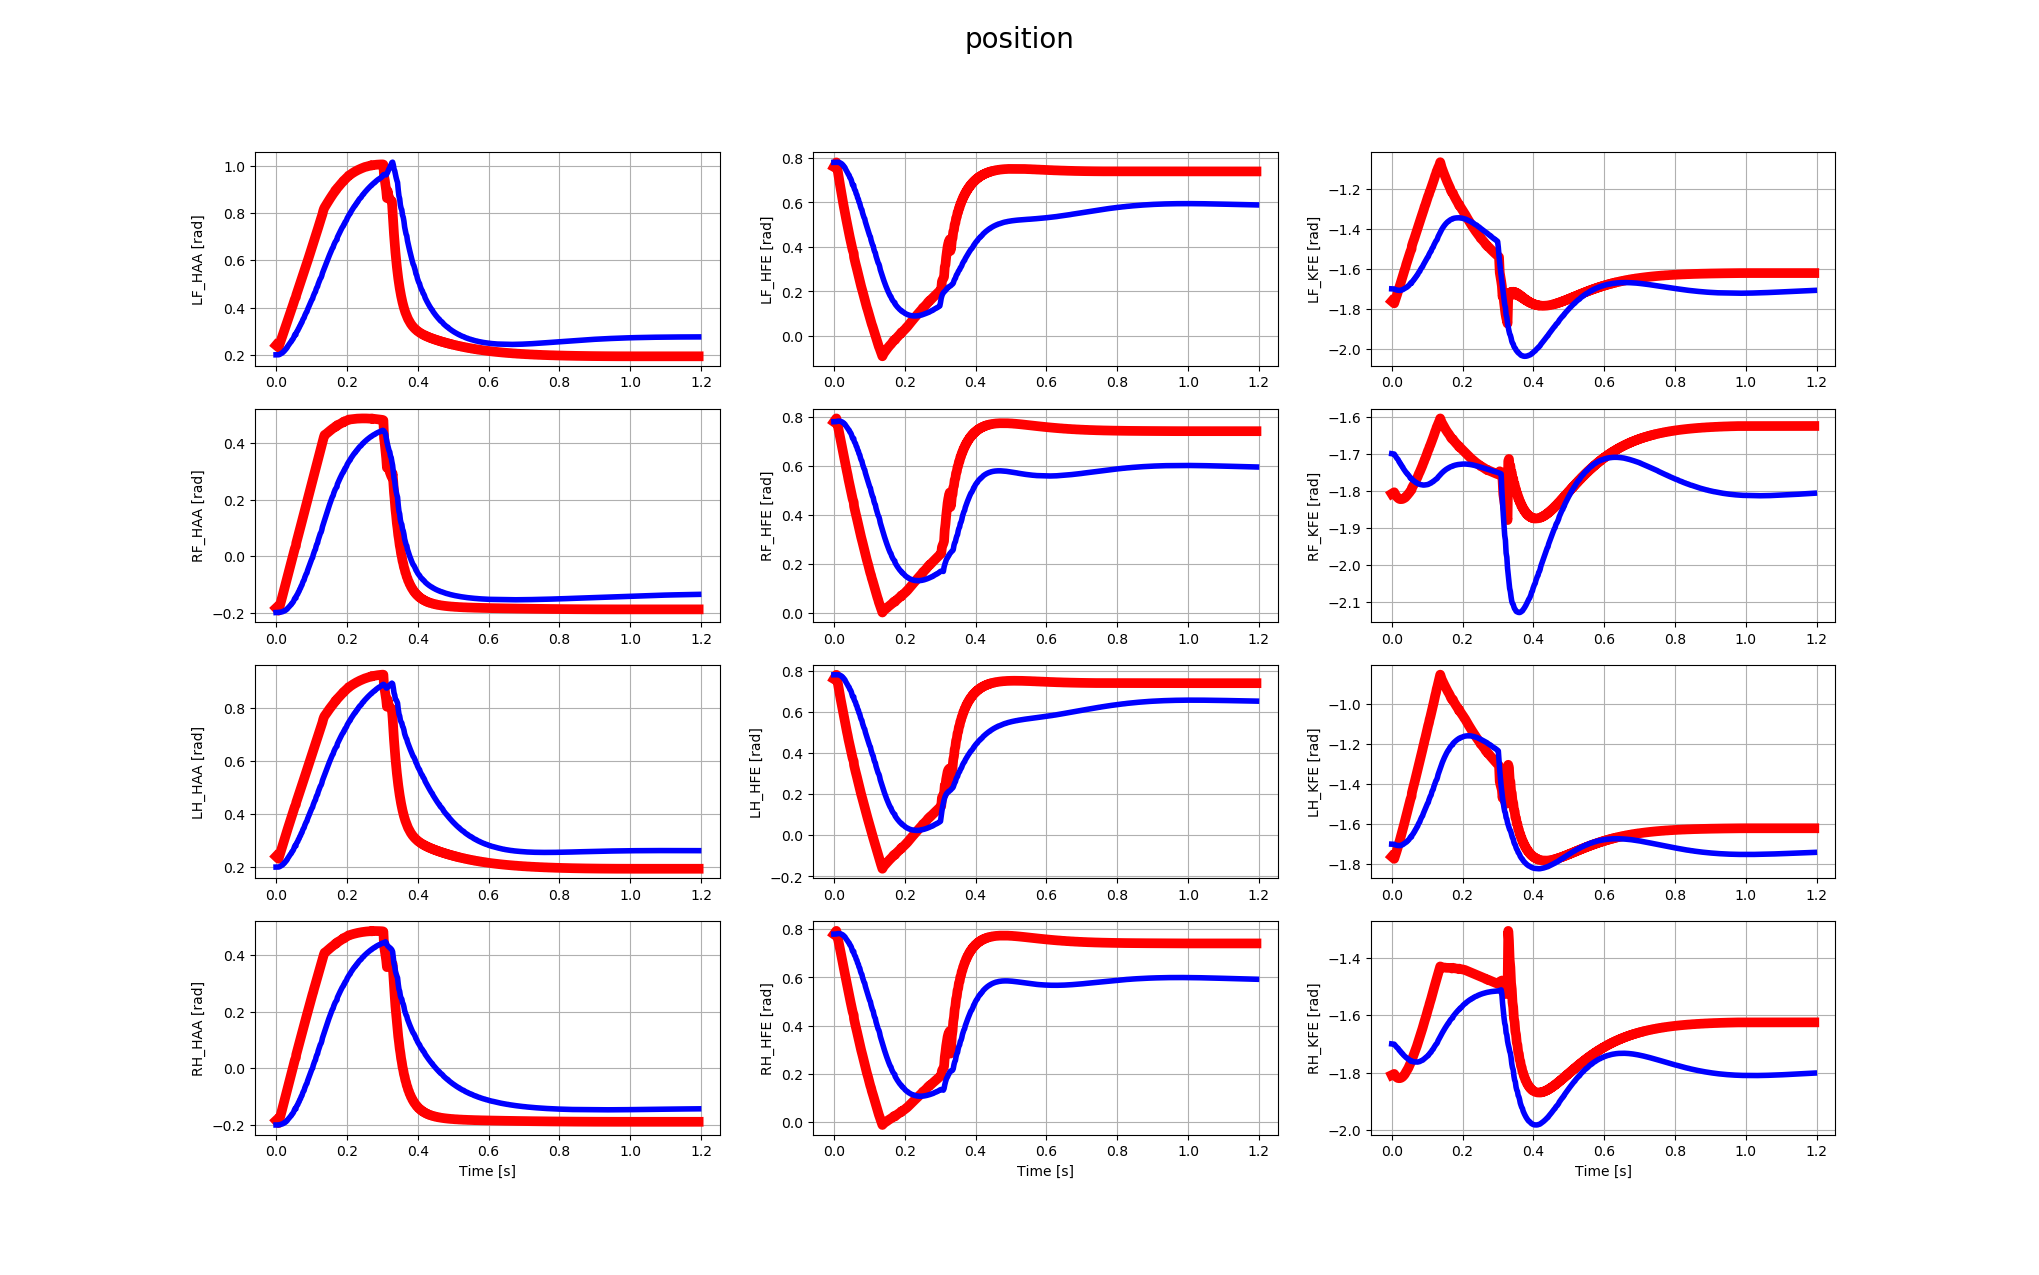 position
LF_HAA [rad]
1.0
0.8
0.6
0.4
0.2
0.0 0.2 0.4 0.6 0.8 1.0 1.2
LF_HFE [rad]
0.8
0.6
0.4
0.2
0.0
0.0 0.2 0.4 0.6 0.8 1.0 1.2
LF_KFE [rad]
−1.2
−1.4
−1.6
−1.8
−2.0
0.0 0.2 0.4 0.6 0.8 1.0 1.2
RF_HAA [rad]
0.4
0.2
0.0
−0.2
0.0 0.2 0.4 0.6 0.8 1.0 1.2
RF_HFE [rad]
0.8
0.6
0.4
0.2
0.0
0.0 0.2 0.4 0.6 0.8 1.0 1.2
RF_KFE [rad]
−1.6
−1.7
−1.8
−1.9
−2.0
−2.1
0.0 0.2 0.4 0.6 0.8 1.0 1.2
LH_HAA [rad]
0.8
0.6
0.4
0.2
0.0 0.2 0.4 0.6 0.8 1.0 1.2
LH_HFE [rad]
0.8
0.6
0.4
0.2
0.0
−0.2
0.0 0.2 0.4 0.6 0.8 1.0 1.2
LH_KFE [rad]
−1.0
−1.2
−1.4
−1.6
−1.8
0.0 0.2 0.4 0.6 0.8 1.0 1.2
RH_HAA [rad]
0.4
0.2
0.0
−0.2
0.0 0.2 0.4 0.6 0.8 1.0 1.2
Time [s]
RH_HFE [rad]
0.8
0.6
0.4
0.2
0.0
0.0 0.2 0.4 0.6 0.8 1.0 1.2
Time [s]
RH_KFE [rad]
−1.4
−1.6
−1.8
−2.0
0.0 0.2 0.4 0.6 0.8 1.0 1.2
Time [s]